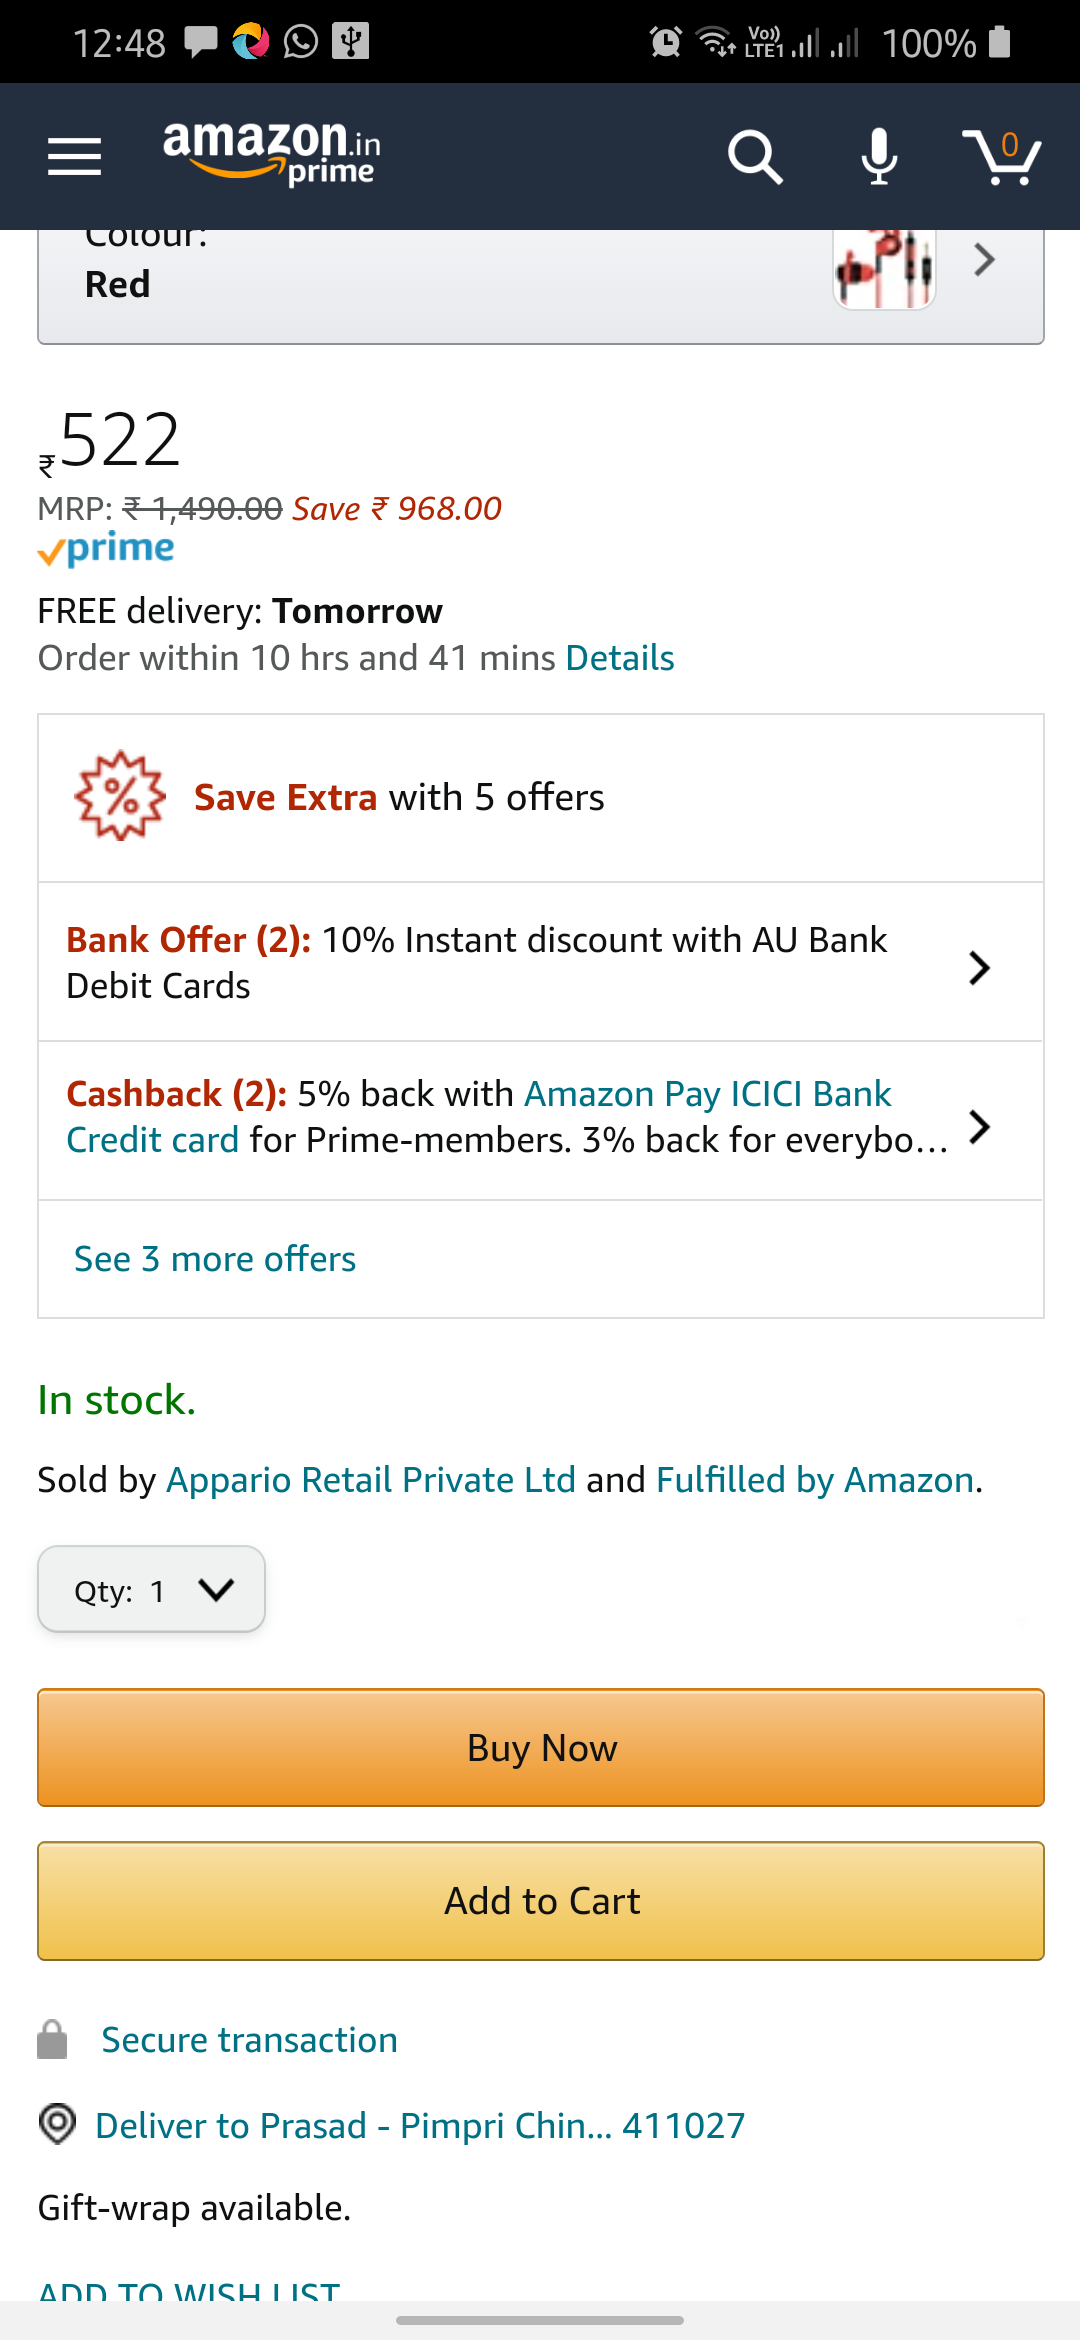 12:48
Vo)) LTE1 100%
amazon.in
prime
0
Colour:
Red
₹522
MRP: ₹ 1,490.00 Save ₹ 968.00
prime
FREE delivery: Tomorrow
Order within 10 hrs and 41 mins Details
% Save Extra with 5 offers
Bank Offer (2): 10% Instant discount with AU Bank
Debit Cards
Cashback (2): 5% back with Amazon Pay ICICI Bank
Credit card for Prime-members. 3% back for everybo...
See 3 more offers
In stock.
Sold by Appario Retail Private Ltd and Fulfilled by Amazon.
Qty: 1
Buy Now
Add to Cart
Secure transaction
Deliver to Prasad - Pimpri Chin... 411027
Gift-wrap available.
ADD TO WISH LIST